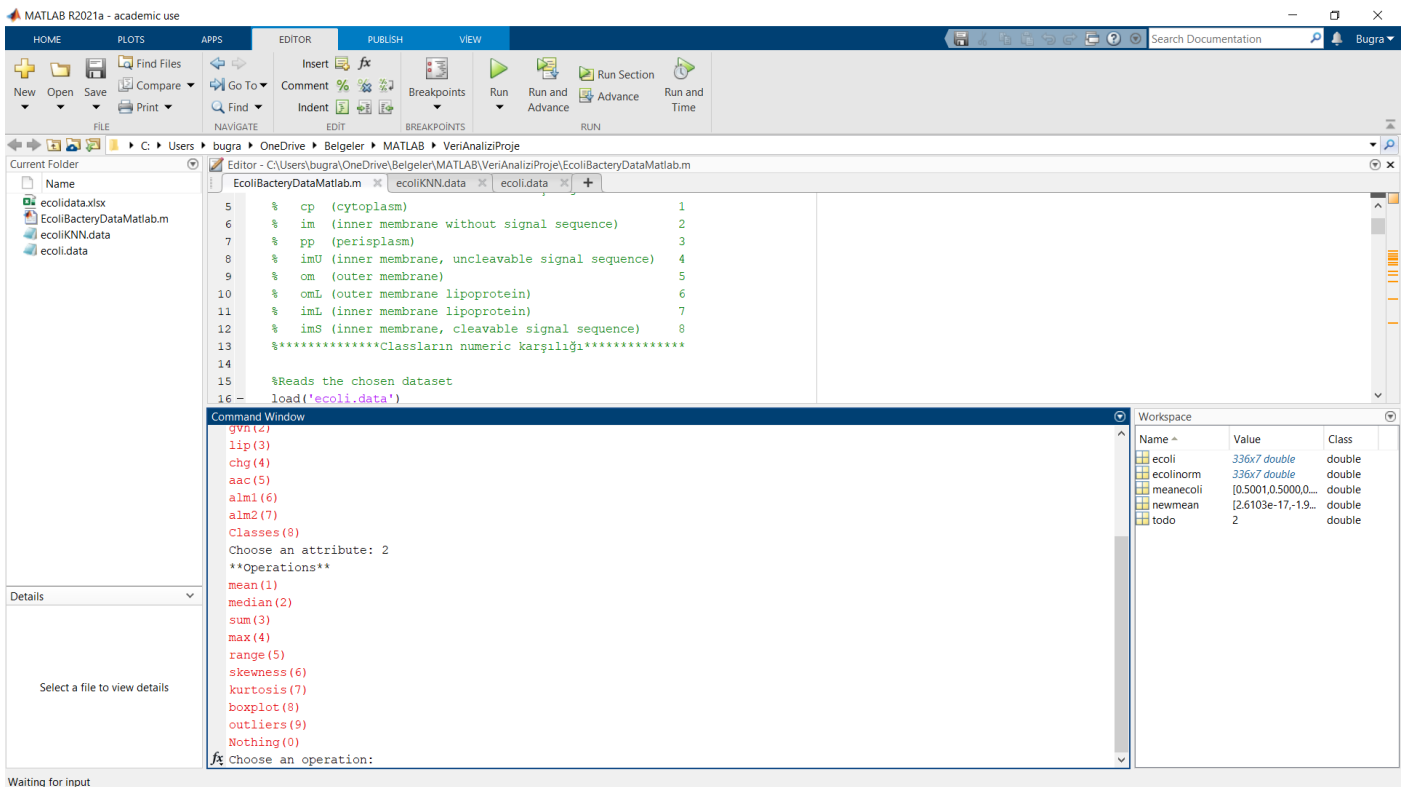 MATLAB R2021a - academic use
HOME PLOTS APPS EDİTOR PUBLİSH VİEW Search Documentation Bugra
New Open Save Find Files Compare Print
Go To Find
Insert fx
Comment
Indent
Breakpoints
Run Run and Advance Run Section Advance Run and Time
FİLE NAVİGATE EDİT BREAKPOİNTS RUN
C: Users bugra OneDrive Belgeler MATLAB VeriAnaliziProje
Current Folder
Name
ecolidata.xlsx
EcoliBacteryDataMatlab.m
ecoliKNN.data
ecoli.data
Details
Select a file to view details
Editor - C:\Users\bugra\OneDrive\Belgeler\MATLAB\VeriAnaliziProje\EcoliBacteryDataMatlab.m
EcoliBacteryDataMatlab.m ecoliKNN.data ecoli.data
5 % cp (cytoplasm) 1
6 % im (inner membrane without signal sequence) 2
7 % pp (perisplasm) 3
8 % imU (inner membrane, uncleavable signal sequence) 4
9 % om (outer membrane) 5
10 % omL (outer membrane lipoprotein) 6
11 % imL (inner membrane lipoprotein) 7
12 % imS (inner membrane, cleavable signal sequence) 8
13 %**************Classların numeric karşılığı**************
14
15 %Reads the chosen dataset
16 – load('ecoli.data')
Command Window
gvh(2)
lip(3)
chg(4)
aac(5)
alm1(6)
alm2(7)
Classes(8)
Choose an attribute: 2
**Operations**
mean(1)
median(2)
sum(3)
max(4)
range(5)
skewness(6)
kurtosis(7)
boxplot(8)
outliers(9)
Nothing(0)
fx Choose an operation:
Workspace
Name Value Class
ecoli 336x7 double double
ecolinorm 336x7 double double
meanecoli [0.5001,0.5000,0.... double
newmean [2.6103e-17,-1.9... double
todo 2 double
Waiting for input